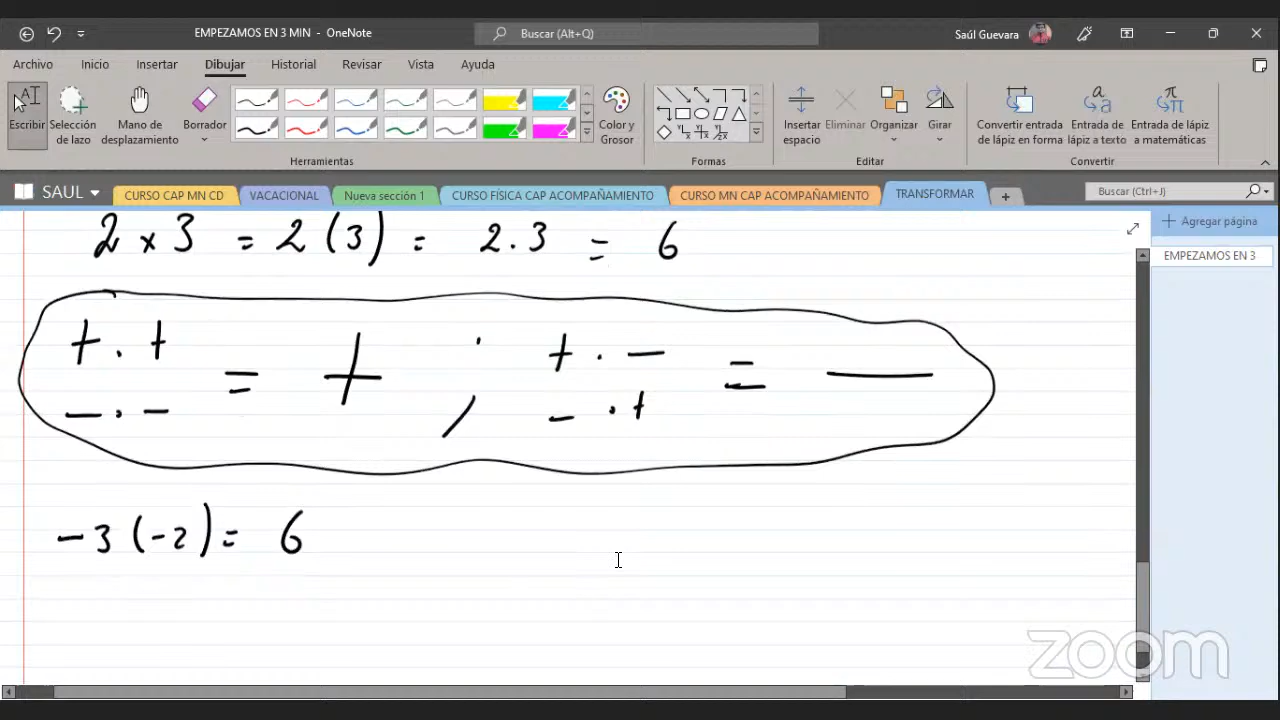 EMPEZAMOS EN 3 MIN - OneNote
Buscar (Alt+Q)
Saúl Guevara
Archivo Inicio Insertar Dibujar Historial Revisar Vista Ayuda
Escribir
Selección de lazo
Mano de desplazamiento
Borrador
Color y Grosor
Insertar espacio
Eliminar
Organizar
Girar
Convertir entrada de lápiz en forma
Entrada de lápiz a texto
Entrada de lápiz a matemáticas
Herramientas Formas Editar Convertir
SAUL CURSO CAP MN CD VACACIONAL Nueva sección 1 CURSO FÍSICA CAP ACOMPAÑAMIENTO CURSO MN CAP ACOMPAÑAMIENTO TRANSFORMAR + Buscar (Ctrl+J)
+ Agregar página
EMPEZAMOS EN 3
2 x 3 = 2 (3) = 2 . 3 = 6
+ . + = + ; + . - = -
- . - - . +
-3 (-2) = 6
zoom